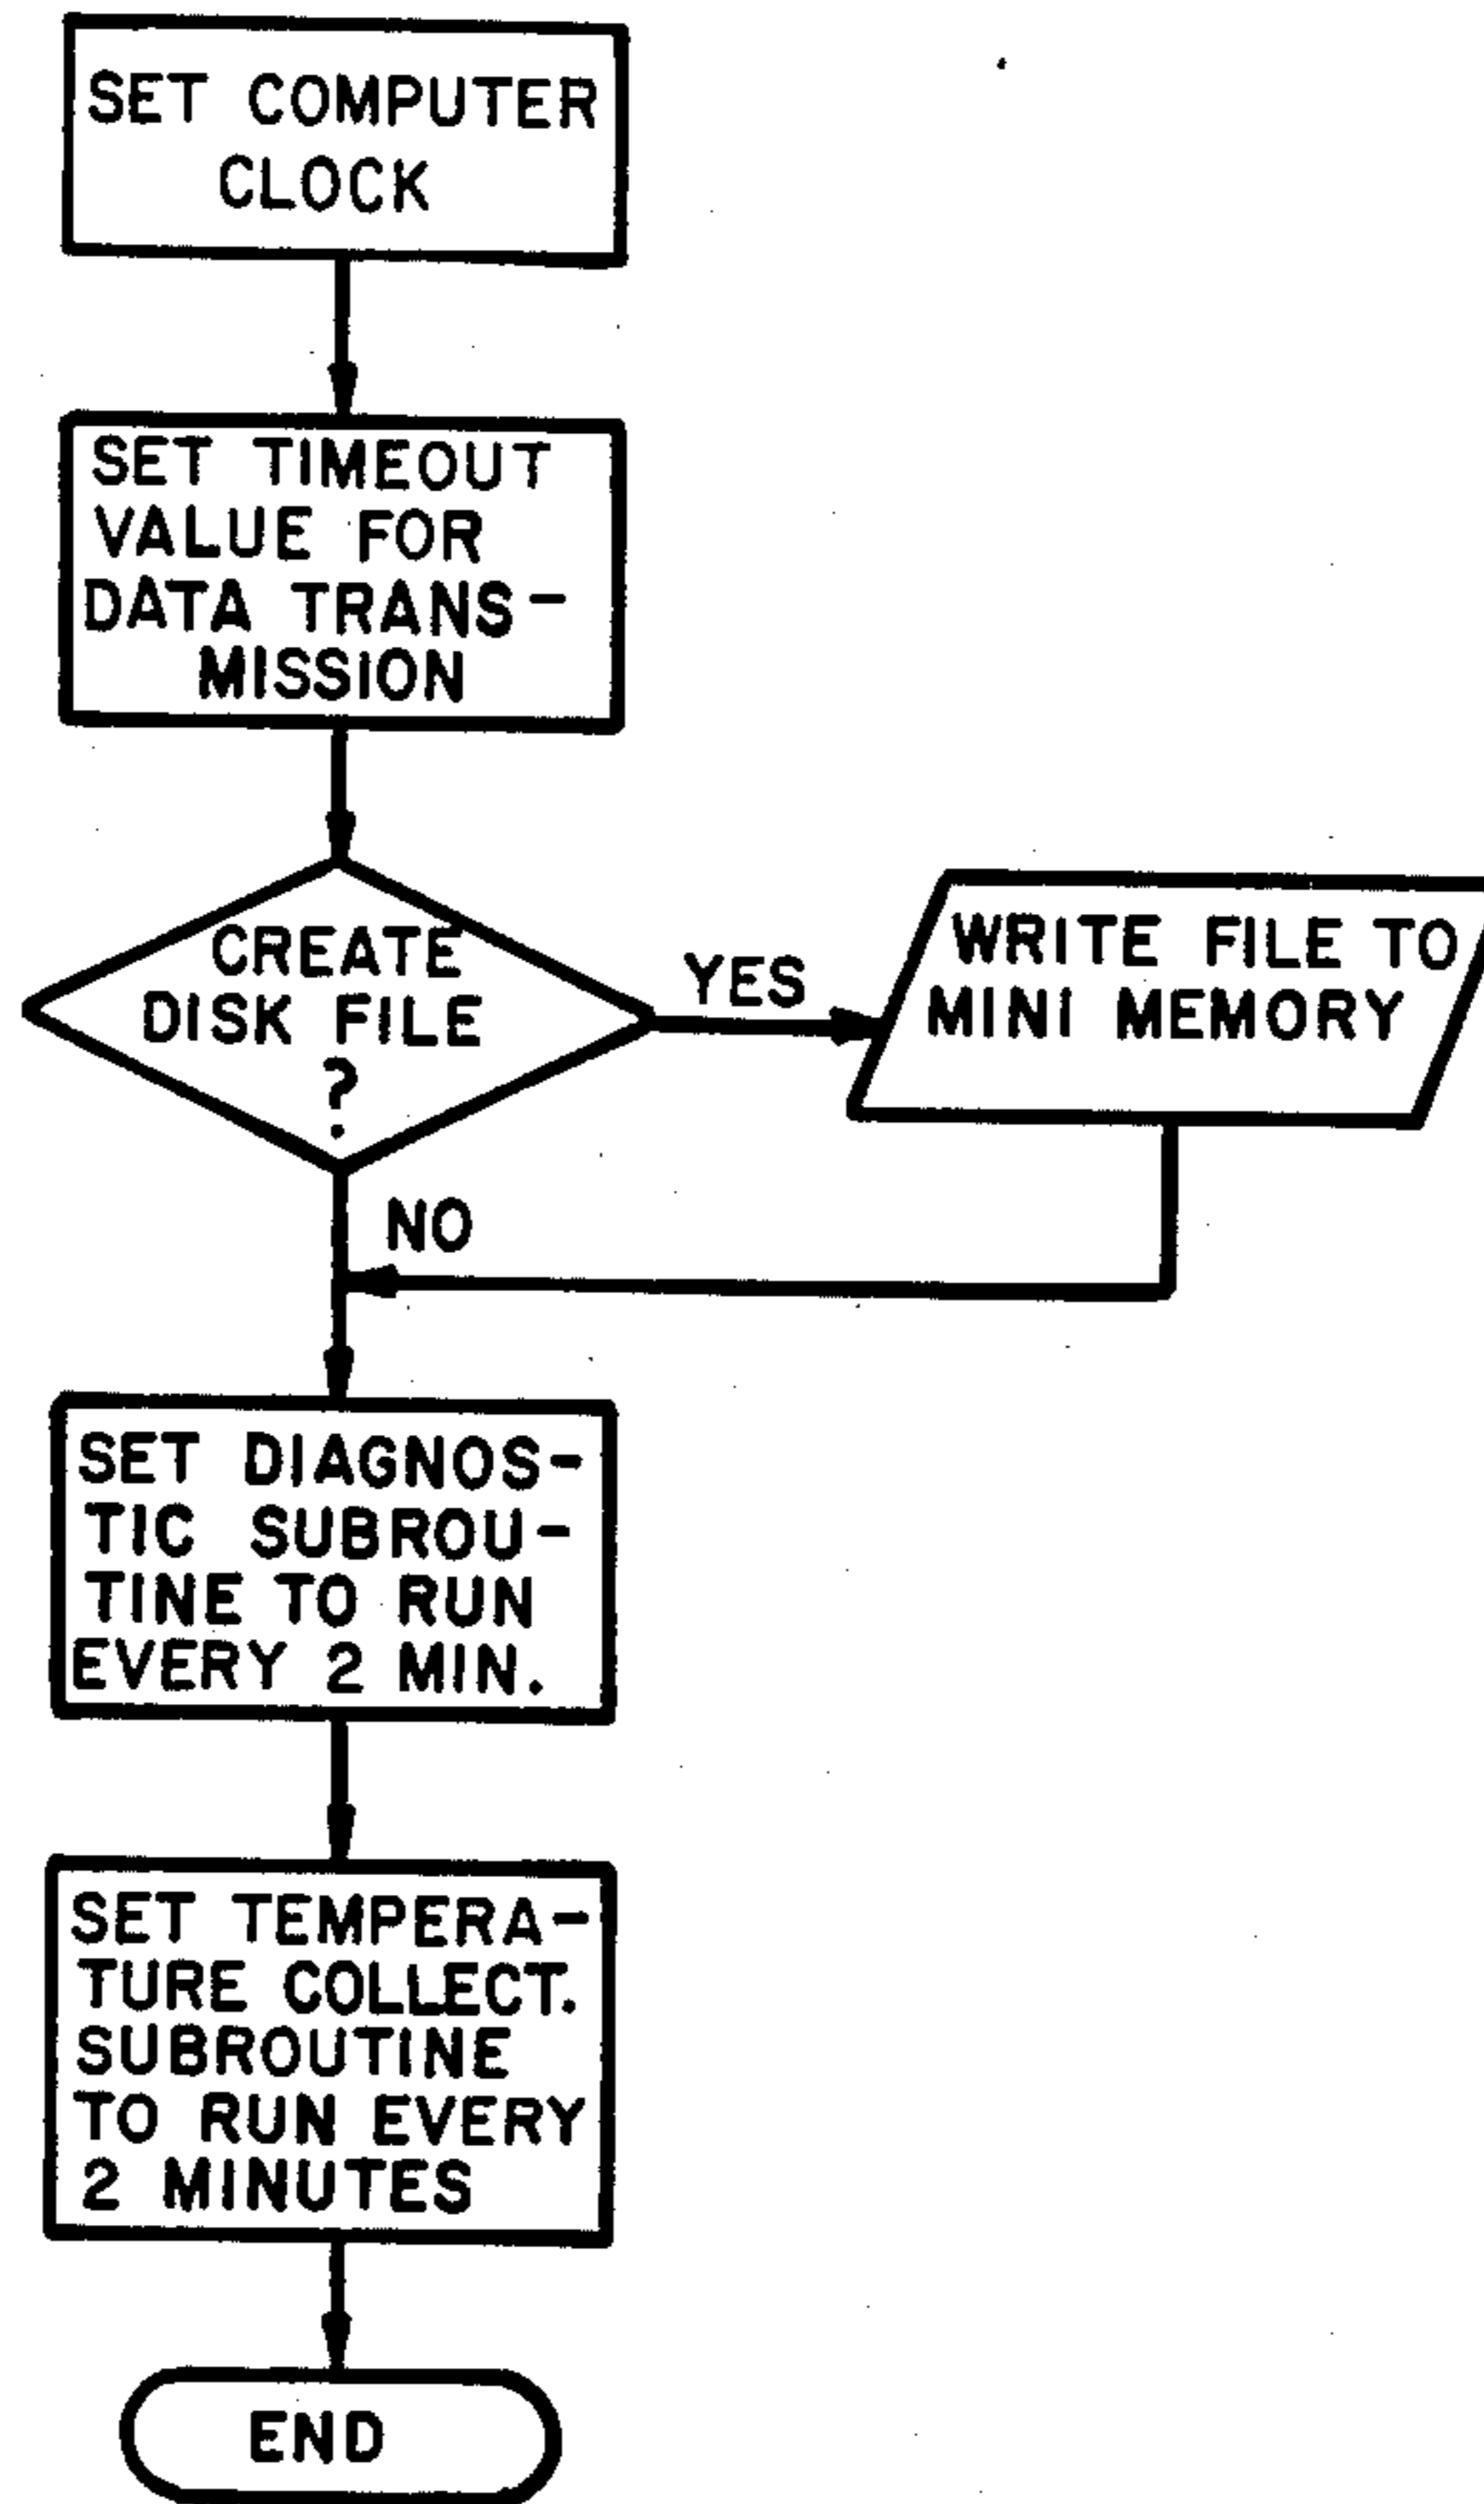 SET COMPUTER
CLOCK
SET TIMEOUT
VALUE FOR
DATA TRANS-
MISSION
CREATE
DISK FILE
?
YES
WRITE FILE TO
MINI MEMORY
NO
SET DIAGNOS-
TIC SUBROU-
TINE TO RUN
EVERY 2 MIN.
SET TEMPERA-
TURE COLLECT.
SUBROUTINE
TO RUN EVERY
2 MINUTES
END